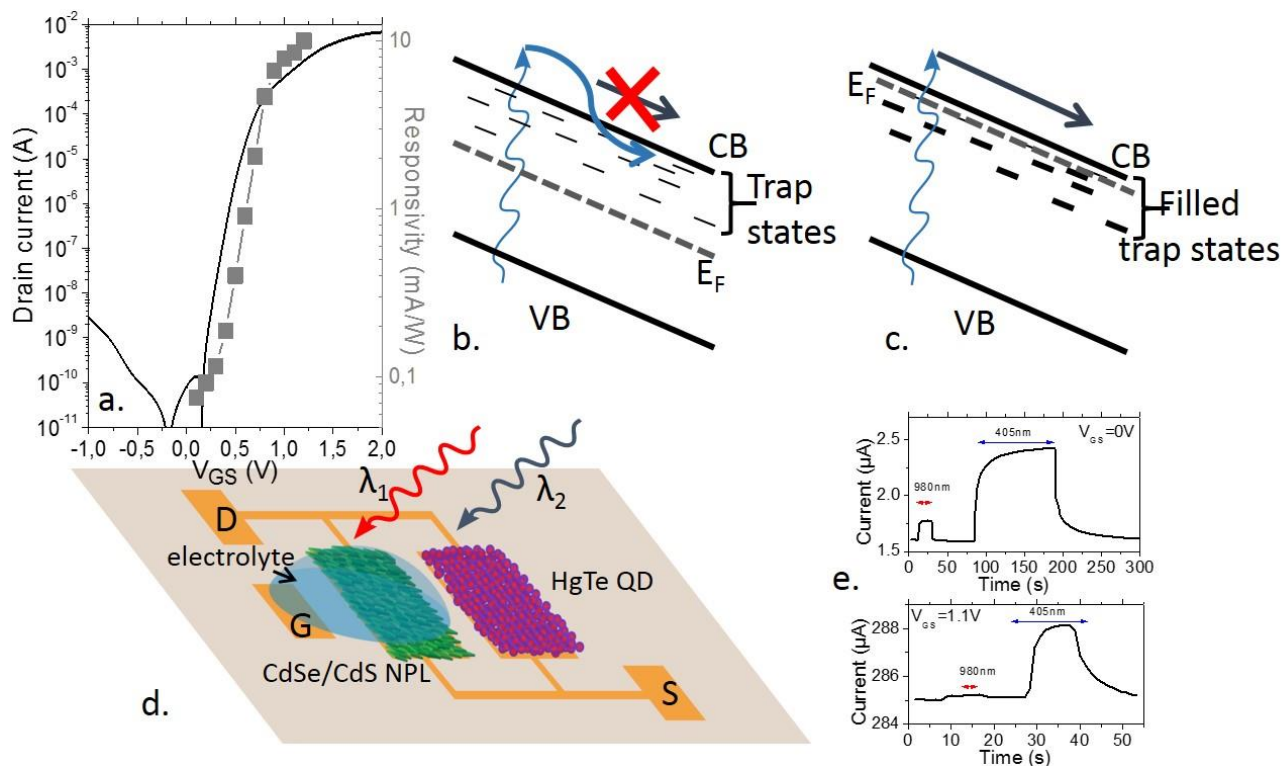 10⁻²
10⁻³
10⁻⁴
10⁻⁵
10⁻⁶
10⁻⁷
10⁻⁸
10⁻⁹
10⁻¹⁰
10⁻¹¹
Drain current (A)
10
1
0,1
Responsivity (mA/W)
-1,0 -0,5 0,0 0,5 1,0 1,5 2,0
V_GS (V)
a.
CB
Trap
states
E_F
VB
b.
E_F
CB
Filled
trap states
VB
c.
λ₁
λ₂
D
electrolyte
G
HgTe QD
CdSe/CdS NPL
S
d.
e.
405nm
V_GS=0V
980nm
2.5
2.0
1.5
Current (µA)
0 50 100 150 200 250 300
Time (s)
V_GS=1.1V
405nm
980nm
288
286
284
Current (µA)
0 10 20 30 40 50
Time (s)